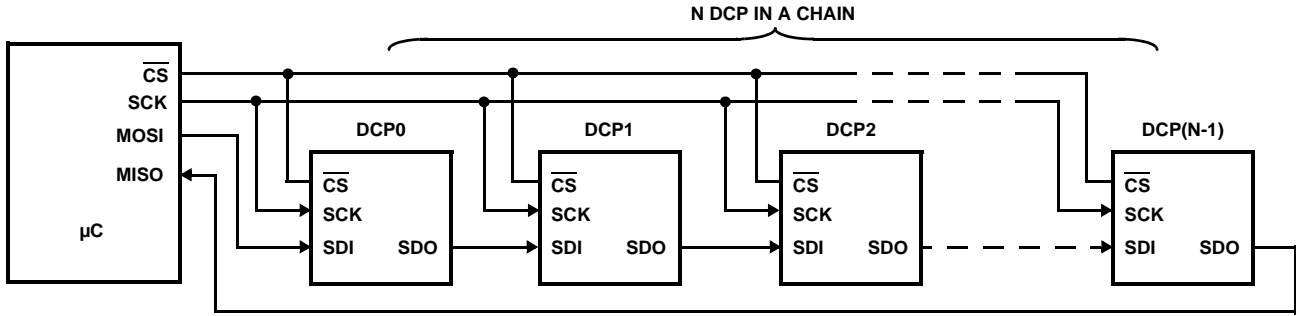 N DCP IN A CHAIN
CS
SCK
MOSI
MISO
µC
DCP0
DCP1
DCP2
DCP(N-1)
CS
SCK
SDI SDO
CS
SCK
SDI SDO
CS
SCK
SDI SDO
CS
SCK
SDI SDO